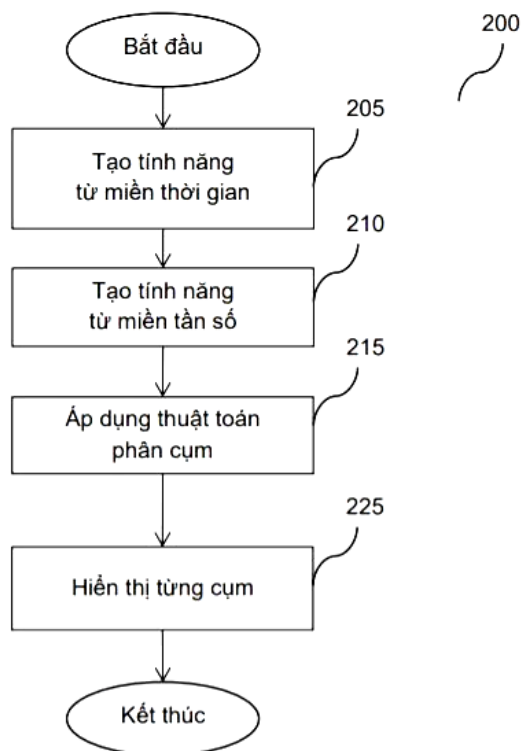 Bắt đầu
200
205
Tạo tính năng
từ miền thời gian
210
Tạo tính năng
từ miền tần số
215
Áp dụng thuật toán
phân cụm
225
Hiển thị từng cụm
Kết thúc